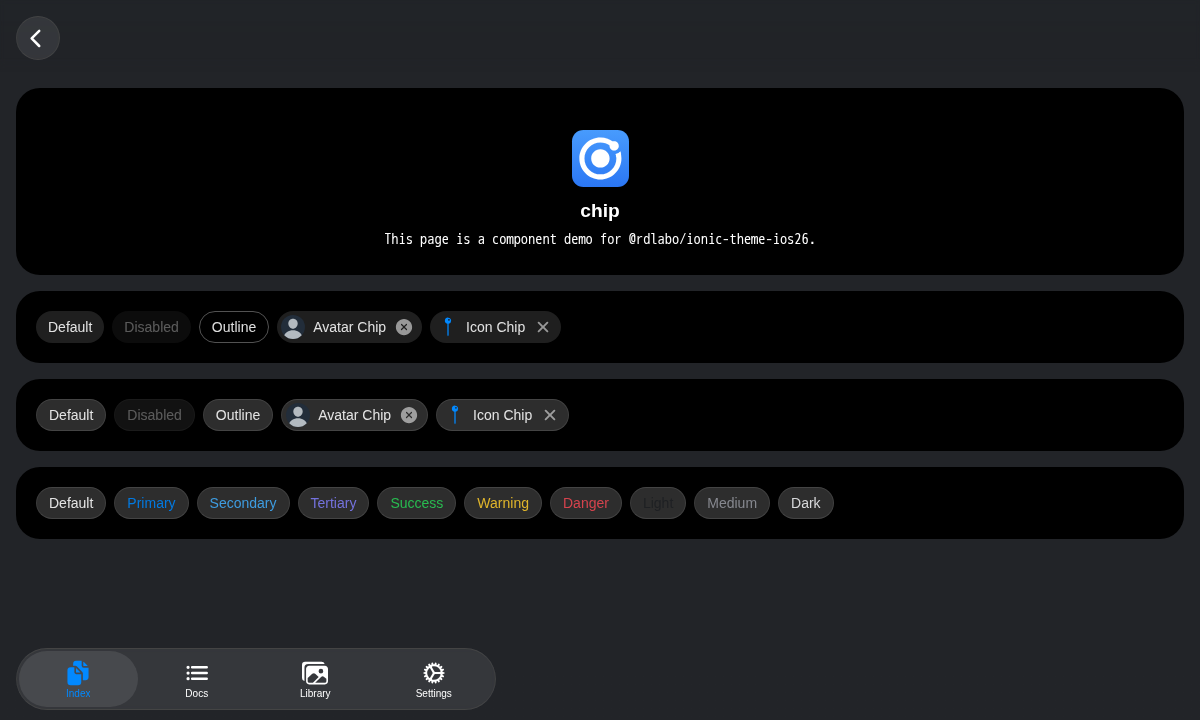 chip
This page is a component demo for @rdlabo/ionic-theme-ios26.
Default Disabled Outline Avatar Chip Icon Chip
Default Disabled Outline Avatar Chip Icon Chip
Default Primary Secondary Tertiary Success Warning Danger Light Medium Dark
Index Docs Library Settings